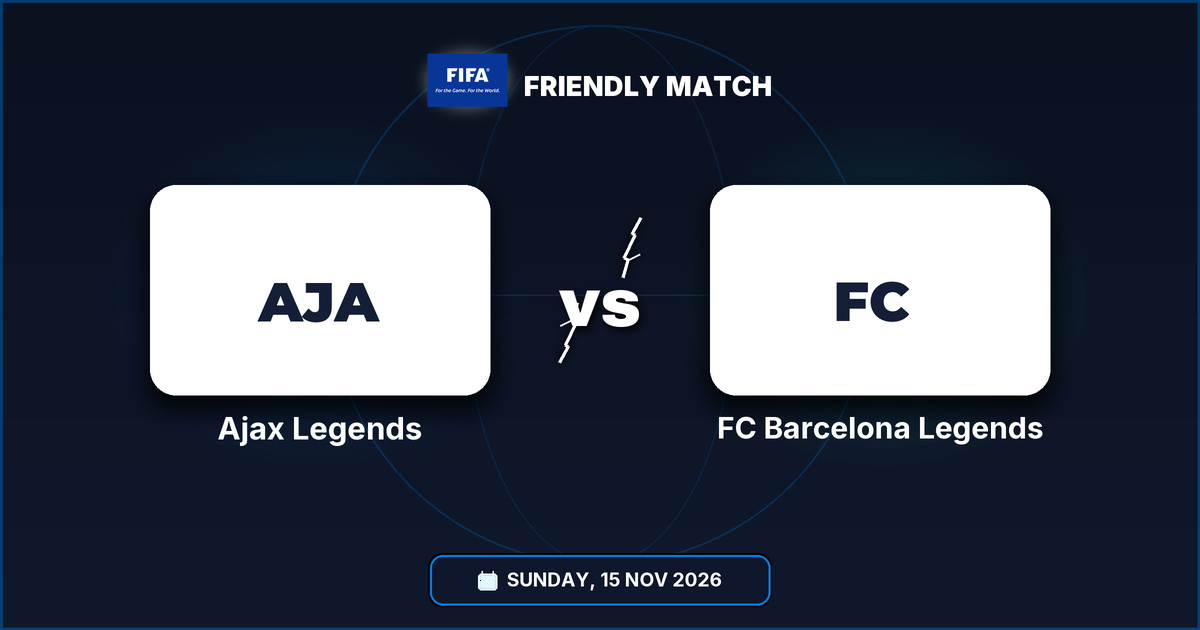 FIFA
For the Game. For the World.
FRIENDLY MATCH
AJA
VS
FC
Ajax Legends
FC Barcelona Legends
SUNDAY, 15 NOV 2026